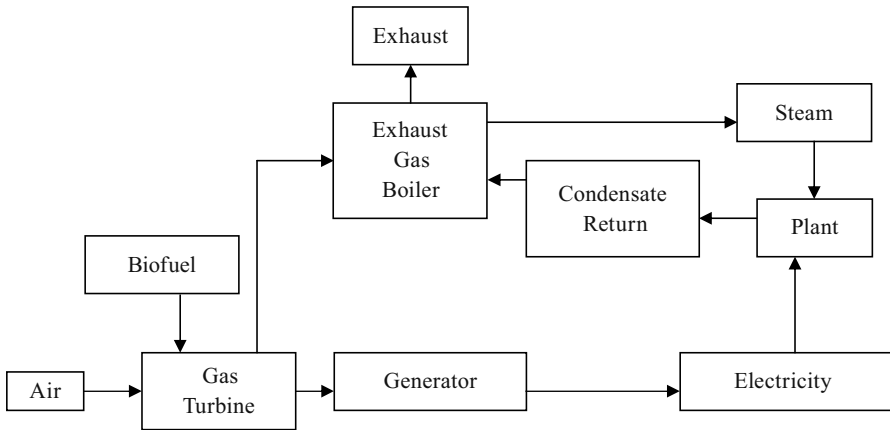 Exhaust
Exhaust
Gas
Boiler
Steam
Condensate
Return
Plant
Biofuel
Air
Gas
Turbine
Generator
Electricity